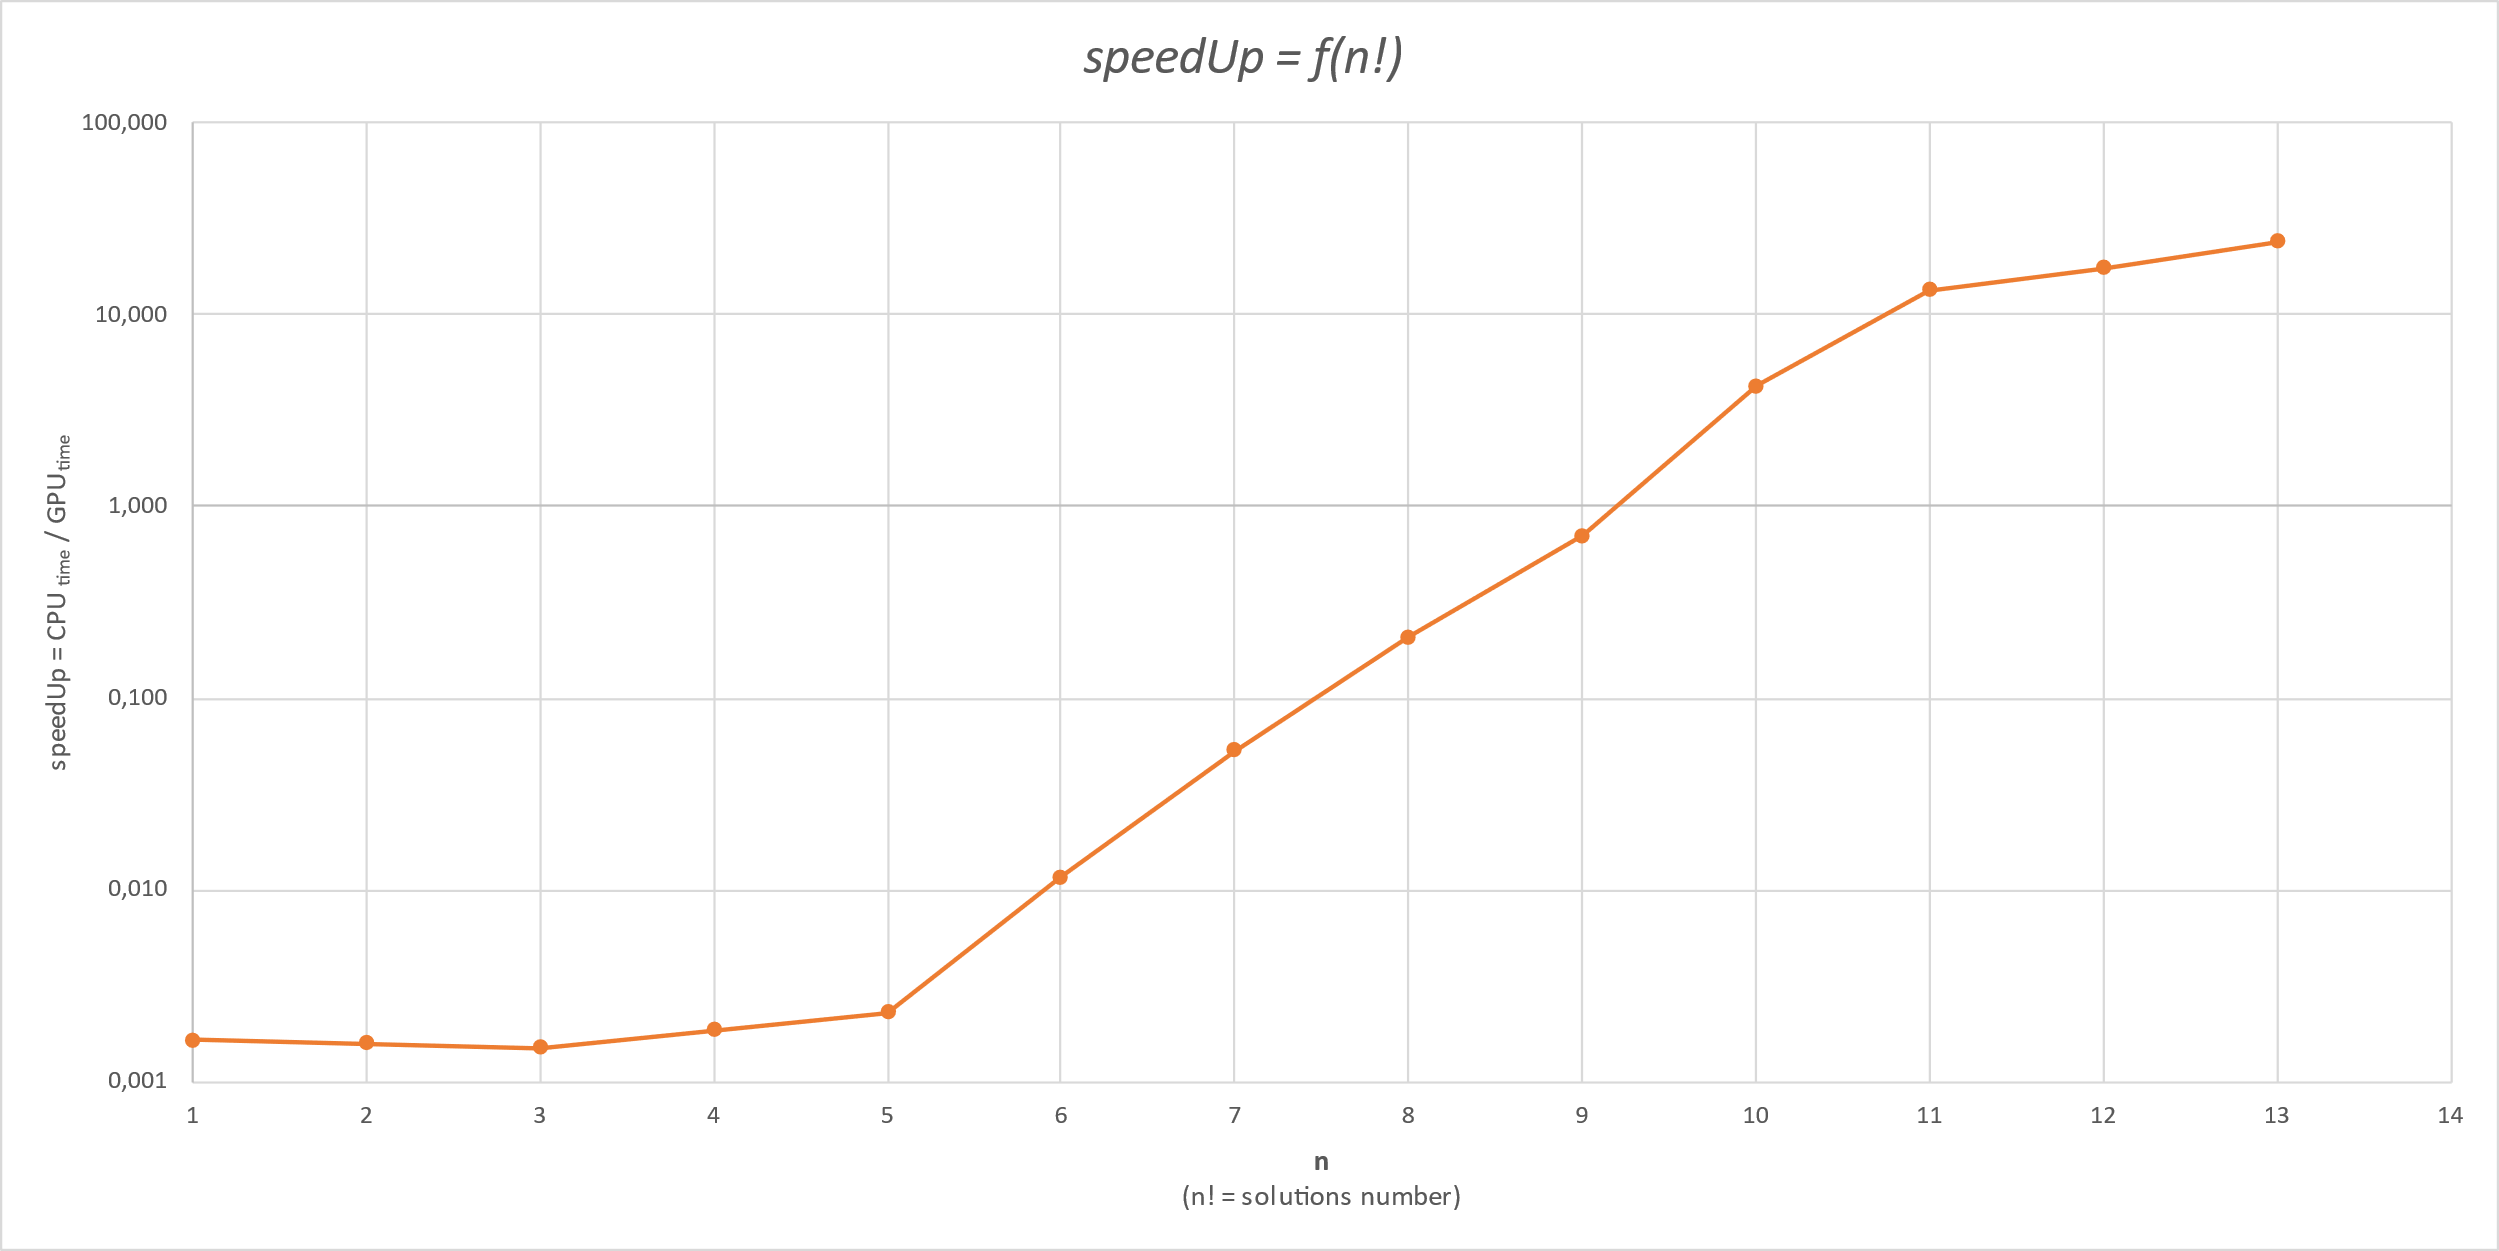 speedUp = f(n!)
100,000
10,000
1,000
0,100
0,010
0,001
speedUp = CPU time / GPUtime
1 2 3 4 5 6 7 8 9 10 11 12 13 14
n
(n! = solutions number)